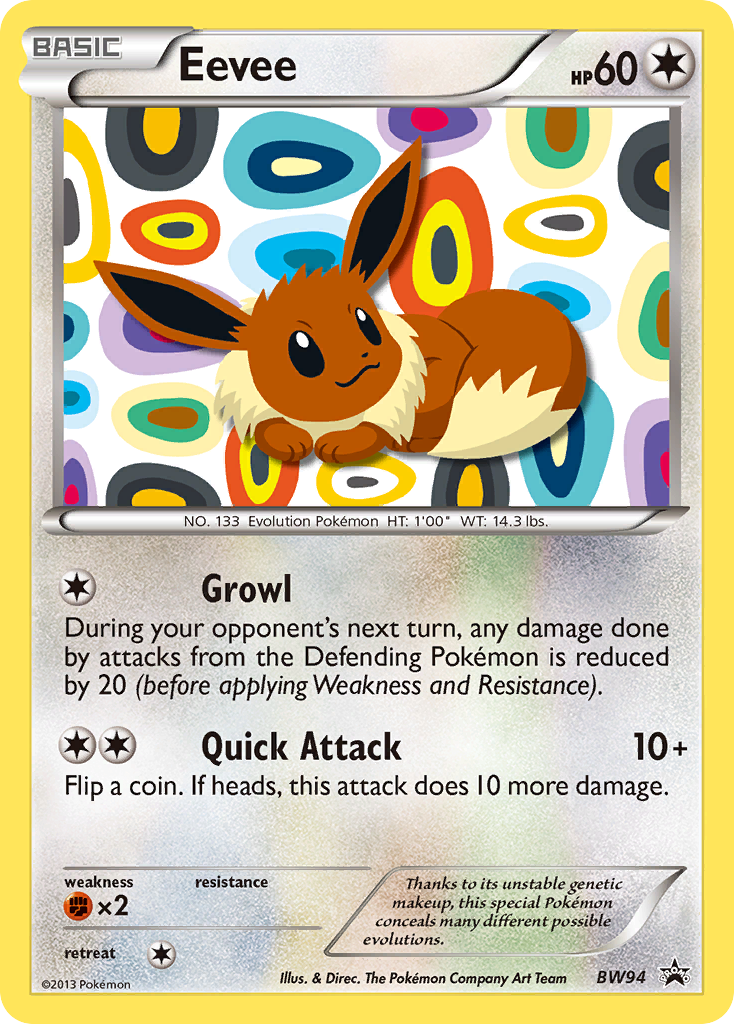 BASIC
Eevee
HP60
NO. 133 Evolution Pokémon HT: 1'00" WT: 14.3 lbs.
Growl
During your opponent's next turn, any damage done
by attacks from the Defending Pokémon is reduced
by 20 (before applying Weakness and Resistance).
Quick Attack 10+
Flip a coin. If heads, this attack does 10 more damage.
weakness resistance
×2
Thanks to its unstable genetic
makeup, this special Pokémon
conceals many different possible
evolutions.
retreat
©2013 Pokémon
Illus. & Direc. The Pokémon Company Art Team
BW94
PROMO